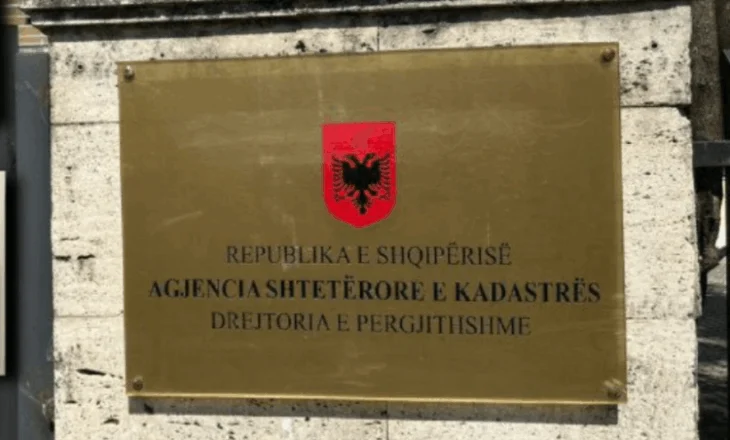 REPUBLIKA E SHQIPËRISË
AGJENCIA SHTETËRORE E KADASTRËS
DREJTORIA E PERGJITHSHME